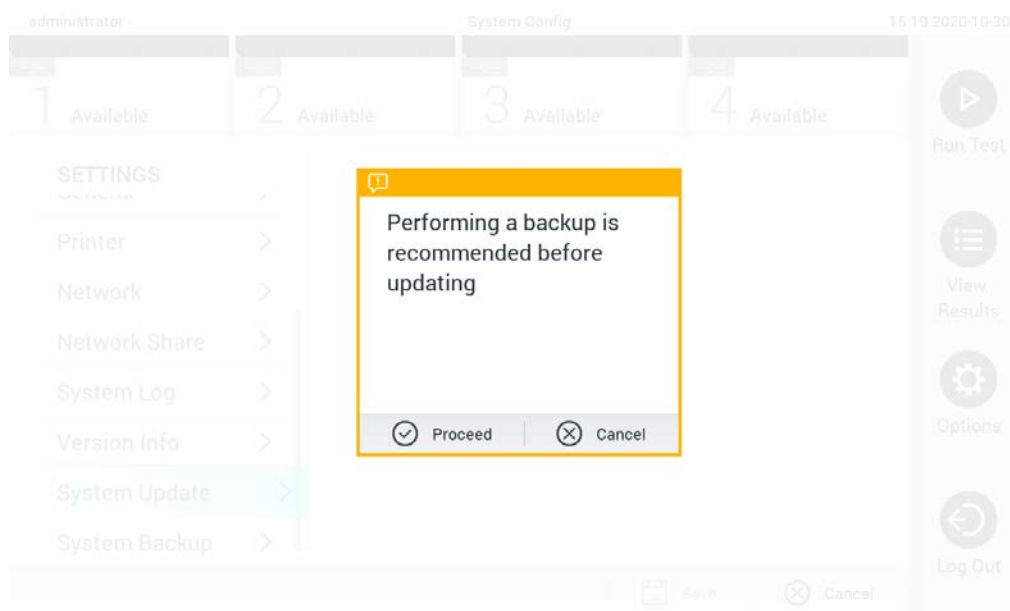 administrator
System Config
15:19 2020-10-30
1 Available
2 Available
3 Available
4 Available
Run Test
SETTINGS
General
Printer
Network
Network Share
System Log
Version Info
System Update
System Backup
Performing a backup is
recommended before
updating
Proceed
Cancel
View
Results
Options
Log Out
Save
Cancel